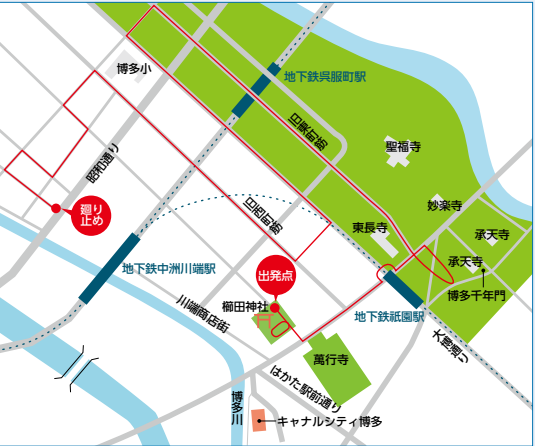 博多小
地下鉄呉服町駅
旧東町筋
聖福寺
昭和通り
妙楽寺
廻り
止め
旧西町筋
東長寺
承天寺
承天寺
地下鉄中洲川端駅
出発点
博多千年門
川端商店街
櫛田神社
地下鉄祇園駅
大博通り
萬行寺
はかた駅前通り
博多川
キャナルシティ博多